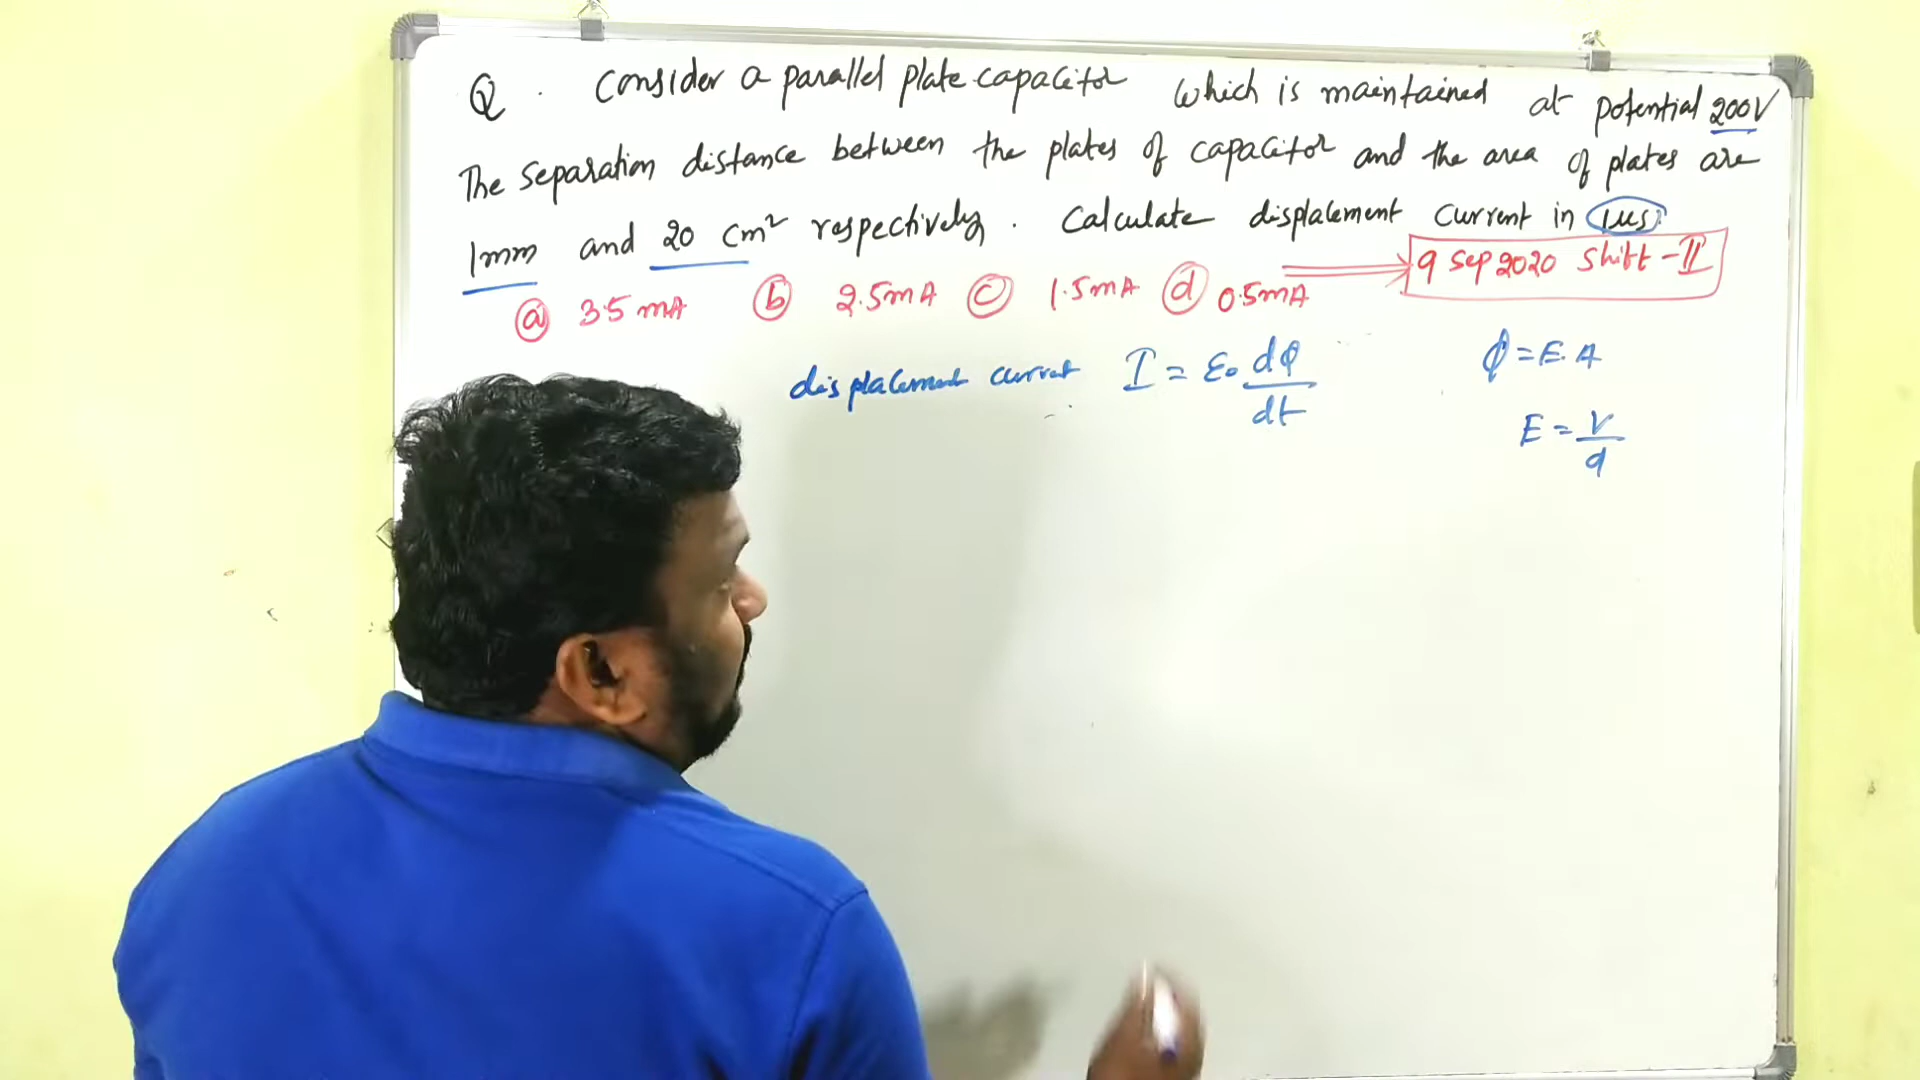 Q. Consider a parallel plate capacitor which is maintained at potential 200V
The separation distance between the plates of capacitor and the area of plates are
1mm and 20 cm² respectively. Calculate displacement current in 1μs.
9 Sep 2020 Shift-II
ⓐ 3.5 mA ⓑ 2.5mA ⓒ 1.5mA ⓓ 0.5mA
displacement current I = ε₀ dϕ/dt
ϕ = E.A
E = V/d